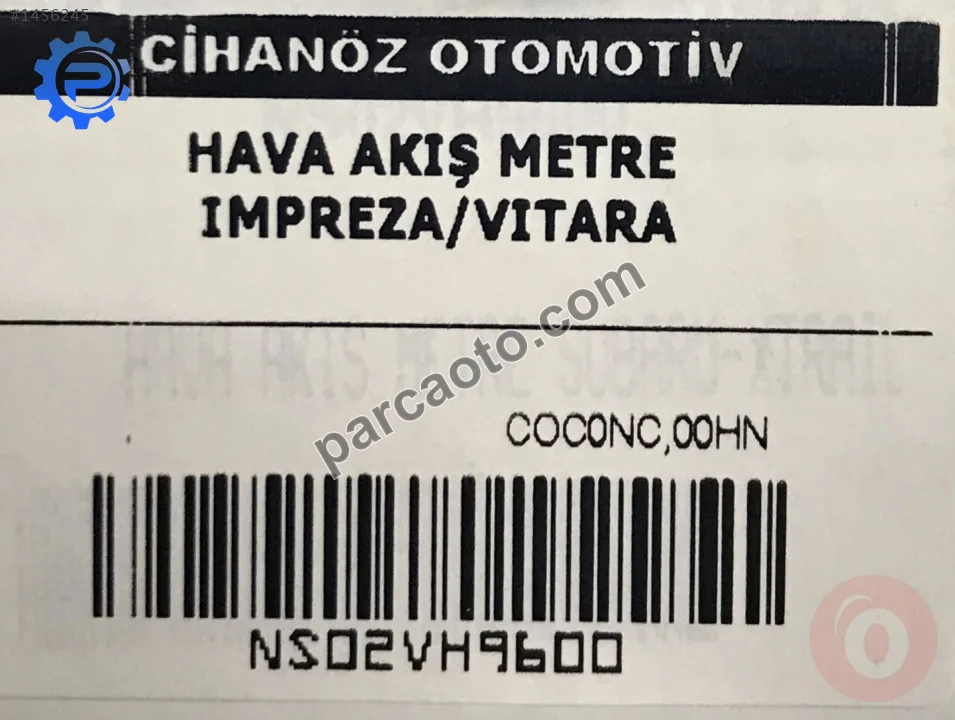 #1456245
CİHANÖZ OTOMOTİV
HAVA AKIŞ METRE
IMPREZA/VITARA
parcaoto.com
COC0NC,00HN
NS02VH9600